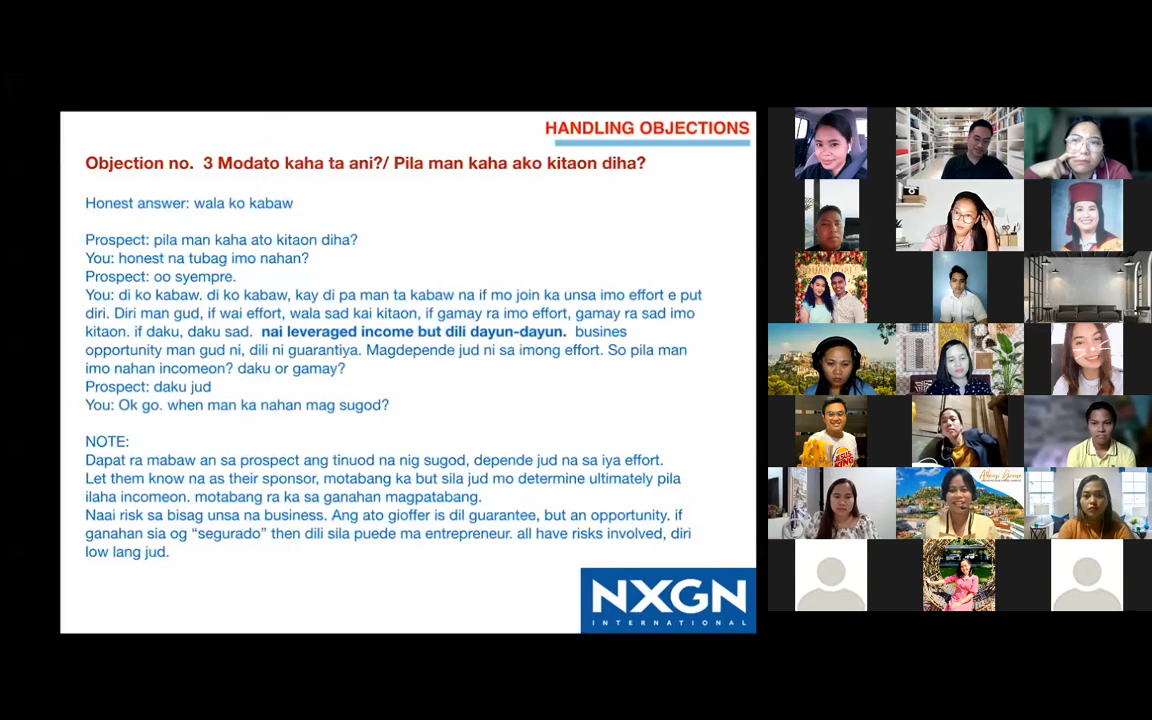 HANDLING OBJECTIONS
Objection no.  3 Modato kaha ta ani?/ Pila man kaha ako kitaon diha?
Honest answer: wala ko kabaw
Prospect: pila man kaha ato kitaon diha?
You: honest na tubag imo nahan?
Prospect: oo syempre.
You: di ko kabaw. di ko kabaw, kay di pa man ta kabaw na if mo join ka unsa imo effort e put
diri. Diri man gud, if wai effort, wala sad kai kitaon, if gamay ra imo effort, gamay ra sad imo
kitaon. if daku, daku sad.  nai leveraged income but dili dayun-dayun.  busines
opportunity man gud ni, dili ni guarantiya. Magdepende jud ni sa imong effort. So pila man
imo nahan incomeon? daku or gamay?
Prospect: daku jud
You: Ok go. when man ka nahan mag sugod?
NOTE:
Dapat ra mabaw an sa prospect ang tinuod na nig sugod, depende jud na sa iya effort.
Let them know na as their sponsor, motabang ka but sila jud mo determine ultimately pila
ilaha incomeon. motabang ra ka sa ganahan magpatabang.
Naai risk sa bisag unsa na business. Ang ato gioffer is dil guarantee, but an opportunity. if
ganahan sia og “segurado” then dili sila puede ma entrepreneur. all have risks involved, diri
low lang jud.
NXGN
INTERNATIONAL